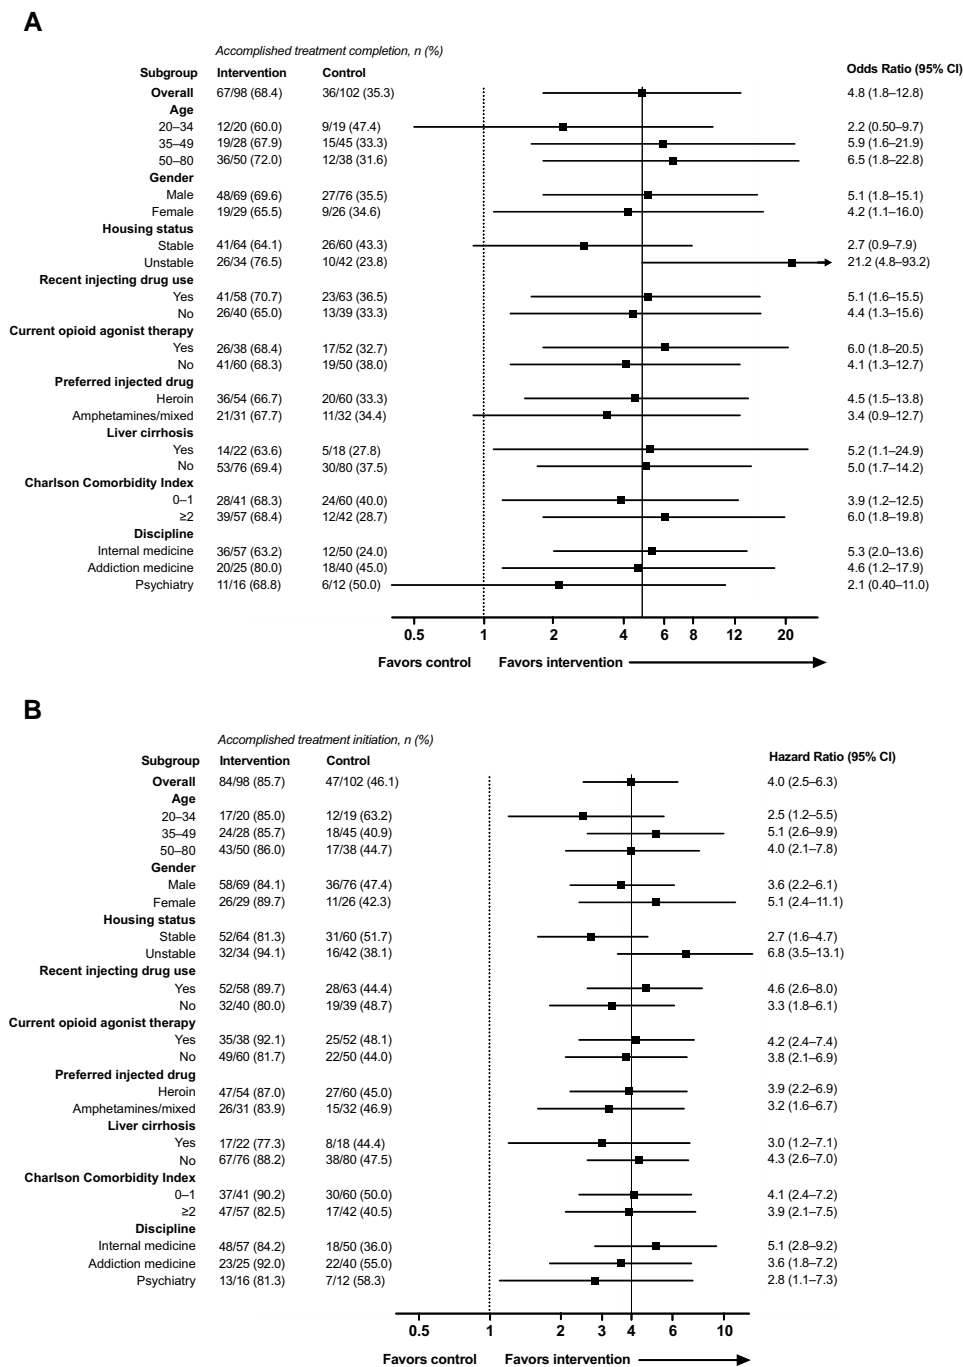 A
Accomplished treatment completion, n (%)
Subgroup Intervention Control Odds Ratio (95% CI)
Overall 67/98 (68.4) 36/102 (35.3) 4.8 (1.8–12.8)
Age
20–34 12/20 (60.0) 9/19 (47.4) 2.2 (0.50–9.7)
35–49 19/28 (67.9) 15/45 (33.3) 5.9 (1.6–21.9)
50–80 36/50 (72.0) 12/38 (31.6) 6.5 (1.8–22.8)
Gender
Male 48/69 (69.6) 27/76 (35.5) 5.1 (1.8–15.1)
Female 19/29 (65.5) 9/26 (34.6) 4.2 (1.1–16.0)
Housing status
Stable 41/64 (64.1) 26/60 (43.3) 2.7 (0.9–7.9)
Unstable 26/34 (76.5) 10/42 (23.8) 21.2 (4.8–93.2)
Recent injecting drug use
Yes 41/58 (70.7) 23/63 (36.5) 5.1 (1.6–15.5)
No 26/40 (65.0) 13/39 (33.3) 4.4 (1.3–15.6)
Current opioid agonist therapy
Yes 26/38 (68.4) 17/52 (32.7) 6.0 (1.8–20.5)
No 41/60 (68.3) 19/50 (38.0) 4.1 (1.3–12.7)
Preferred injected drug
Heroin 36/54 (66.7) 20/60 (33.3) 4.5 (1.5–13.8)
Amphetamines/mixed 21/31 (67.7) 11/32 (34.4) 3.4 (0.9–12.7)
Liver cirrhosis
Yes 14/22 (63.6) 5/18 (27.8) 5.2 (1.1–24.9)
No 53/76 (69.4) 30/80 (37.5) 5.0 (1.7–14.2)
Charlson Comorbidity Index
0–1 28/41 (68.3) 24/60 (40.0) 3.9 (1.2–12.5)
≥2 39/57 (68.4) 12/42 (28.7) 6.0 (1.8–19.8)
Discipline
Internal medicine 36/57 (63.2) 12/50 (24.0) 5.3 (2.0–13.6)
Addiction medicine 20/25 (80.0) 18/40 (45.0) 4.6 (1.2–17.9)
Psychiatry 11/16 (68.8) 6/12 (50.0) 2.1 (0.40–11.0)
0.5 1 2 4 6 8 12 20
Favors control Favors intervention
B
Accomplished treatment initiation, n (%)
Subgroup Intervention Control Hazard Ratio (95% CI)
Overall 84/98 (85.7) 47/102 (46.1) 4.0 (2.5–6.3)
Age
20–34 17/20 (85.0) 12/19 (63.2) 2.5 (1.2–5.5)
35–49 24/28 (85.7) 18/45 (40.9) 5.1 (2.6–9.9)
50–80 43/50 (86.0) 17/38 (44.7) 4.0 (2.1–7.8)
Gender
Male 58/69 (84.1) 36/76 (47.4) 3.6 (2.2–6.1)
Female 26/29 (89.7) 11/26 (42.3) 5.1 (2.4–11.1)
Housing status
Stable 52/64 (81.3) 31/60 (51.7) 2.7 (1.6–4.7)
Unstable 32/34 (94.1) 16/42 (38.1) 6.8 (3.5–13.1)
Recent injecting drug use
Yes 52/58 (89.7) 28/63 (44.4) 4.6 (2.6–8.0)
No 32/40 (80.0) 19/39 (48.7) 3.3 (1.8–6.1)
Current opioid agonist therapy
Yes 35/38 (92.1) 25/52 (48.1) 4.2 (2.4–7.4)
No 49/60 (81.7) 22/50 (44.0) 3.8 (2.1–6.9)
Preferred injected drug
Heroin 47/54 (87.0) 27/60 (45.0) 3.9 (2.2–6.9)
Amphetamines/mixed 26/31 (83.9) 15/32 (46.9) 3.2 (1.6–6.7)
Liver cirrhosis
Yes 17/22 (77.3) 8/18 (44.4) 3.0 (1.2–7.1)
No 67/76 (88.2) 38/80 (47.5) 4.3 (2.6–7.0)
Charlson Comorbidity Index
0–1 37/41 (90.2) 30/60 (50.0) 4.1 (2.4–7.2)
≥2 47/57 (82.5) 17/42 (40.5) 3.9 (2.1–7.5)
Discipline
Internal medicine 48/57 (84.2) 18/50 (36.0) 5.1 (2.8–9.2)
Addiction medicine 23/25 (92.0) 22/40 (55.0) 3.6 (1.8–7.2)
Psychiatry 13/16 (81.3) 7/12 (58.3) 2.8 (1.1–7.3)
0.5 1 2 3 4 6 10
Favors control Favors intervention